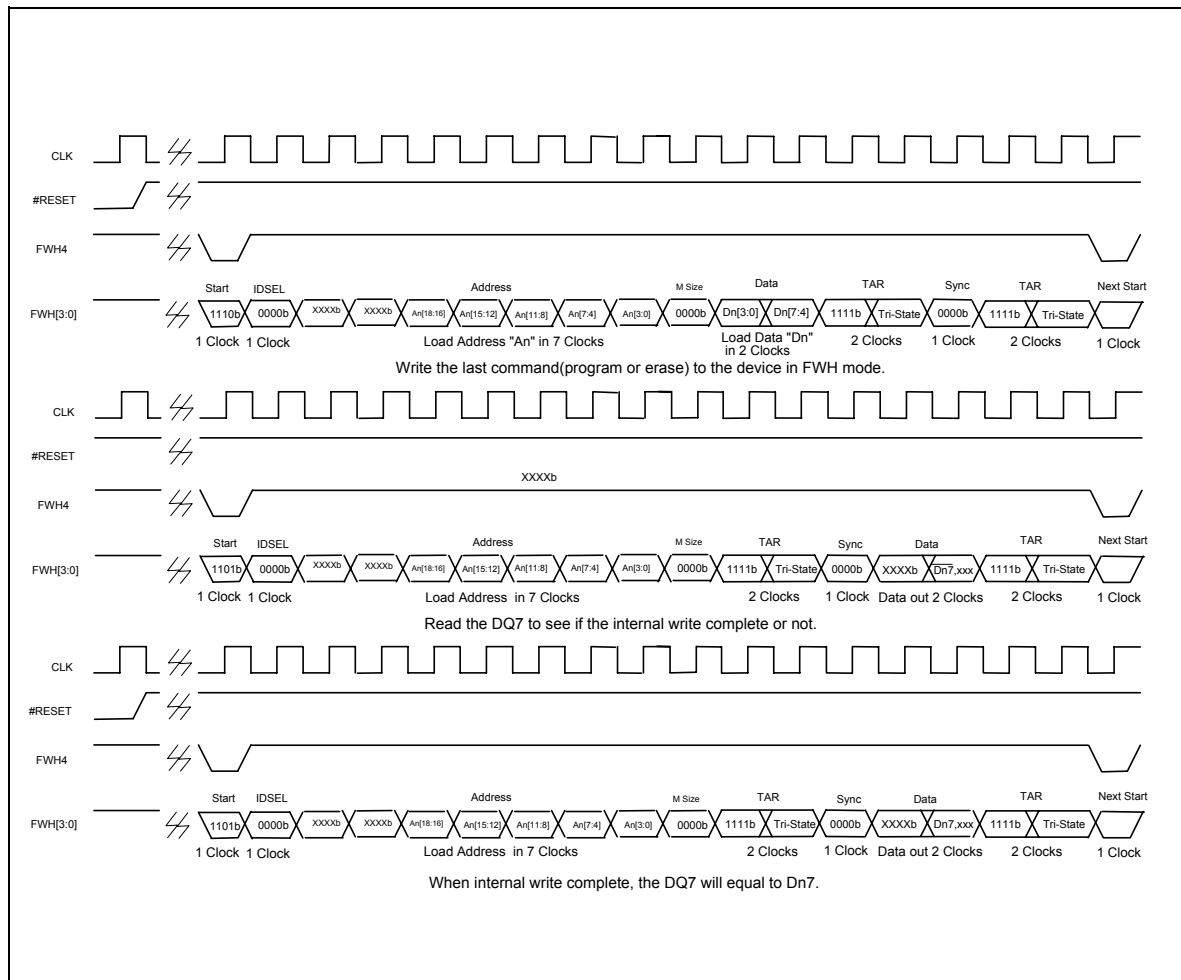 CLK
#RESET
FWH4
Start IDSEL Address M Size Data TAR Sync TAR Next Start
FWH[3:0] 1110b 0000b XXXXb XXXXb An[18:16] An[15:12] An[11:8] An[7:4] An[3:0] 0000b Dn[3:0] Dn[7:4] 1111b Tri-State 0000b 1111b Tri-State
1 Clock 1 Clock Load Address "An" in 7 Clocks Load Data "Dn" in 2 Clocks 2 Clocks 1 Clock 2 Clocks 1 Clock
Write the last command(program or erase) to the device in FWH mode.
CLK
#RESET
XXXXb
FWH4
Start IDSEL Address M Size TAR Sync Data TAR Next Start
FWH[3:0] 1101b 0000b XXXXb XXXXb An[18:16] An[15:12] An[11:8] An[7:4] An[3:0] 0000b 1111b Tri-State 0000b XXXXb D̅n̅7̅,xxx 1111b Tri-State
1 Clock 1 Clock Load Address in 7 Clocks 2 Clocks 1 Clock Data out 2 Clocks 2 Clocks 1 Clock
Read the DQ7 to see if the internal write complete or not.
CLK
#RESET
FWH4
Start IDSEL Address M Size TAR Sync Data TAR Next Start
FWH[3:0] 1101b 0000b XXXXb XXXXb An[18:16] An[15:12] An[11:8] An[7:4] An[3:0] 0000b 1111b Tri-State 0000b XXXXb Dn7,xxx 1111b Tri-State
1 Clock 1 Clock Load Address in 7 Clocks 2 Clocks 1 Clock Data out 2 Clocks 2 Clocks 1 Clock
When internal write complete, the DQ7 will equal to Dn7.